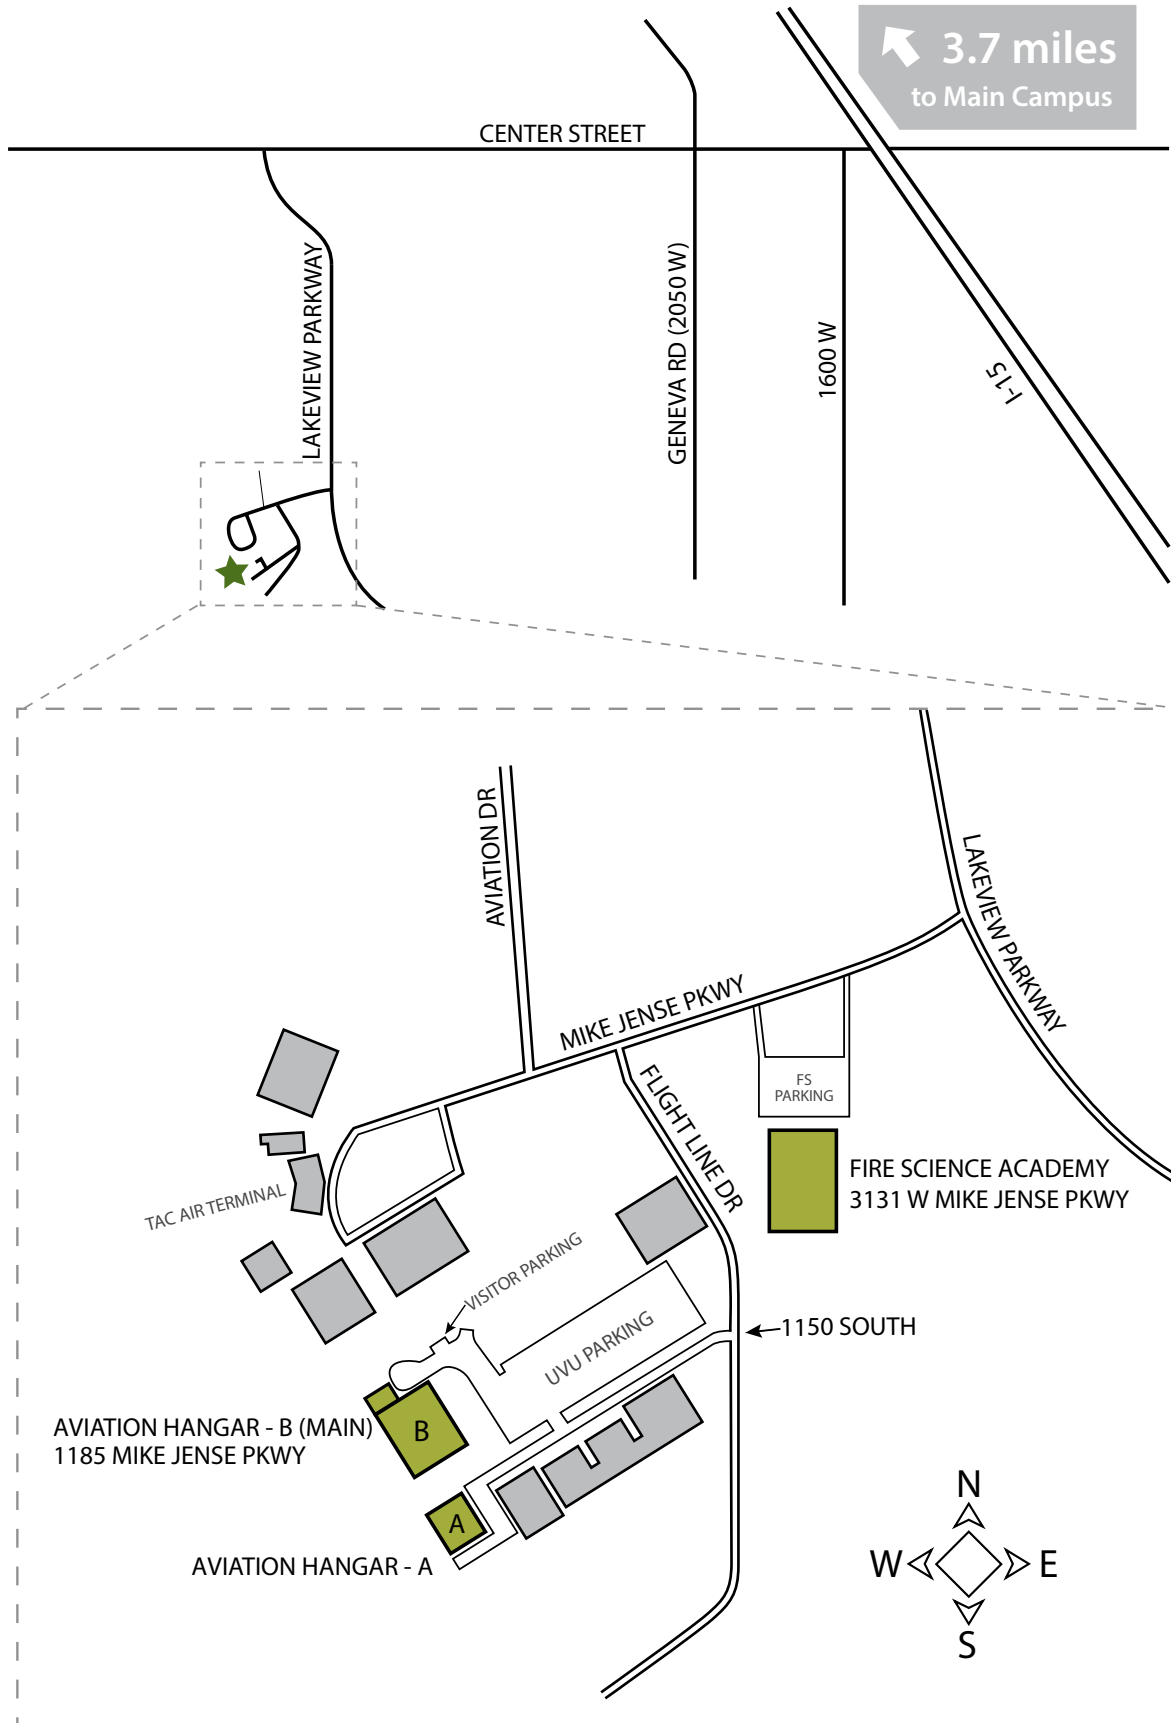 3.7 miles
to Main Campus
CENTER STREET
LAKEVIEW PARKWAY
GENEVA RD (2050 W)
1600 W
I-15
AVIATION DR
LAKEVIEW PARKWAY
MIKE JENSE PKWY
FLIGHT LINE DR
FS
PARKING
FIRE SCIENCE ACADEMY
3131 W MIKE JENSE PKWY
TAC AIR TERMINAL
VISITOR PARKING
UVU PARKING
1150 SOUTH
AVIATION HANGAR - B (MAIN)
1185 MIKE JENSE PKWY
B
A
AVIATION HANGAR - A
N
W
E
S